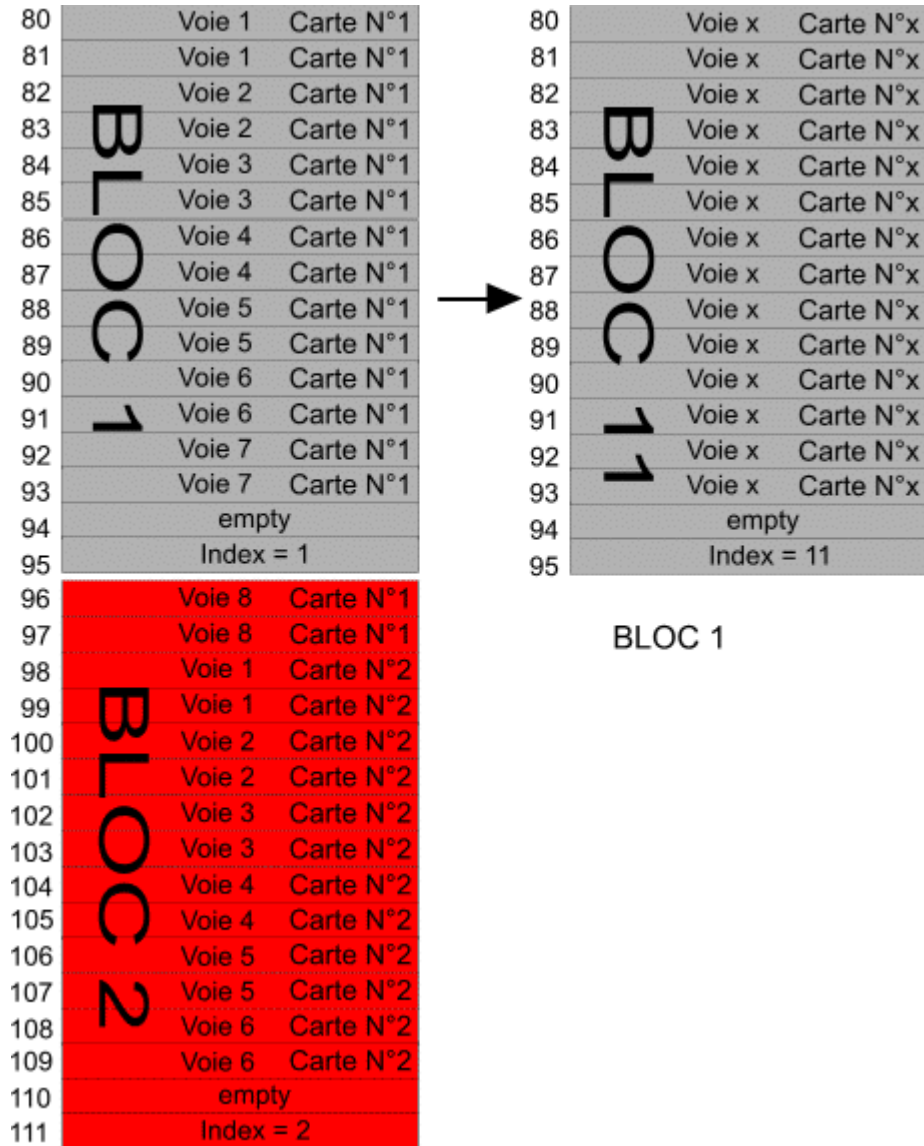 80 Voie 1 Carte N°1
81 Voie 1 Carte N°1
82 Voie 2 Carte N°1
83 Voie 2 Carte N°1
84 Voie 3 Carte N°1
85 Voie 3 Carte N°1
86 Voie 4 Carte N°1
87 Voie 4 Carte N°1
88 Voie 5 Carte N°1
89 Voie 5 Carte N°1
90 Voie 6 Carte N°1
91 Voie 6 Carte N°1
92 Voie 7 Carte N°1
93 Voie 7 Carte N°1
94 empty
95 Index = 1
BLOC 1
80 Voie x Carte N°x
81 Voie x Carte N°x
82 Voie x Carte N°x
83 Voie x Carte N°x
84 Voie x Carte N°x
85 Voie x Carte N°x
86 Voie x Carte N°x
87 Voie x Carte N°x
88 Voie x Carte N°x
89 Voie x Carte N°x
90 Voie x Carte N°x
91 Voie x Carte N°x
92 Voie x Carte N°x
93 Voie x Carte N°x
94 empty
95 Index = 11
BLOC 11
BLOC 1
96 Voie 8 Carte N°1
97 Voie 8 Carte N°1
98 Voie 1 Carte N°2
99 Voie 1 Carte N°2
100 Voie 2 Carte N°2
101 Voie 2 Carte N°2
102 Voie 3 Carte N°2
103 Voie 3 Carte N°2
104 Voie 4 Carte N°2
105 Voie 4 Carte N°2
106 Voie 5 Carte N°2
107 Voie 5 Carte N°2
108 Voie 6 Carte N°2
109 Voie 6 Carte N°2
110 empty
111 Index = 2
BLOC 2